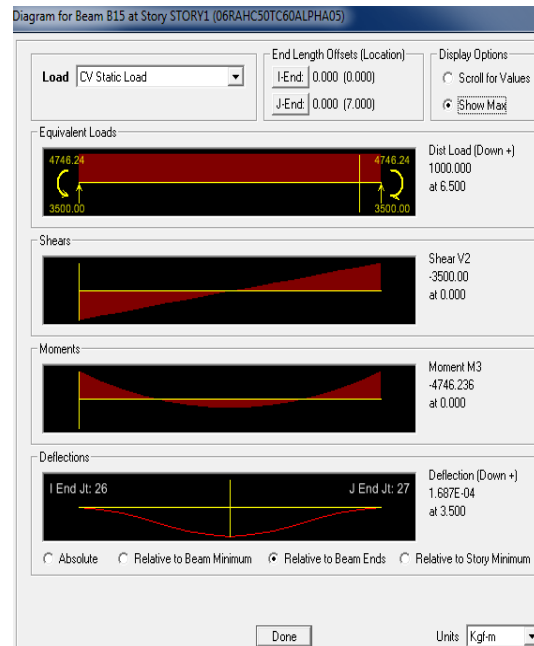 Diagram for Beam B15 at Story STORY1 (06RAHC50TC60ALPHA05)
Load CV Static Load
End Length Offsets (Location)
I-End: 0.000 (0.000)
J-End: 0.000 (7.000)
Display Options
Scroll for Values
Show Max
Equivalent Loads
4746.24 4746.24
3500.00 3500.00
Dist Load (Down +)
1000.000
at 6.500
Shears
Shear V2
-3500.00
at 0.000
Moments
Moment M3
-4746.236
at 0.000
Deflections
I End Jt: 26 J End Jt: 27
Deflection (Down +)
1.687E-04
at 3.500
Absolute Relative to Beam Minimum Relative to Beam Ends Relative to Story Minimum
Done Units Kgf-m